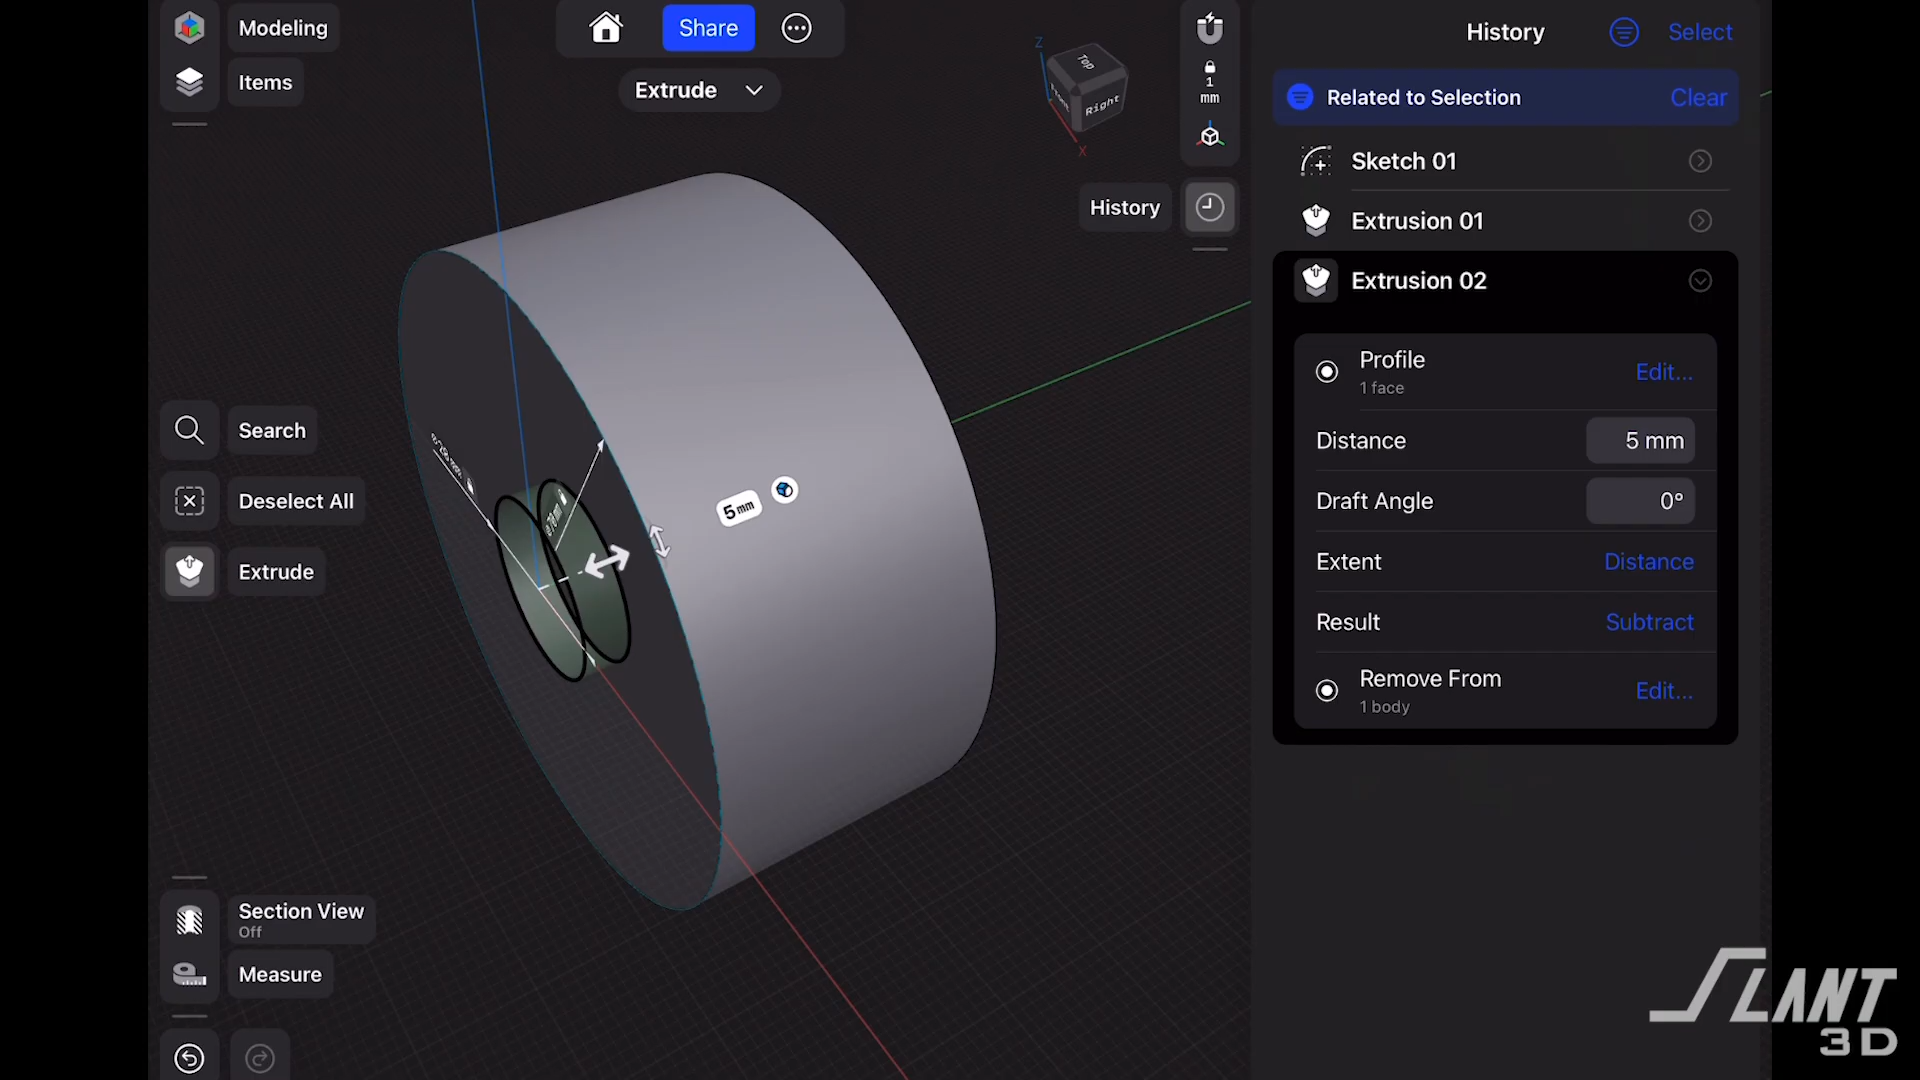 Modeling
Items
Share
Extrude
Top
Front
Right
Z
X
1
mm
History
Search
Deselect All
Extrude
5 mm
Section View
Off
Measure
History
Select
Related to Selection
Clear
Sketch 01
Extrusion 01
Extrusion 02
Profile
1 face
Edit...
Distance
5 mm
Draft Angle
0°
Extent
Distance
Result
Subtract
Remove From
1 body
Edit...
SLANT
3D